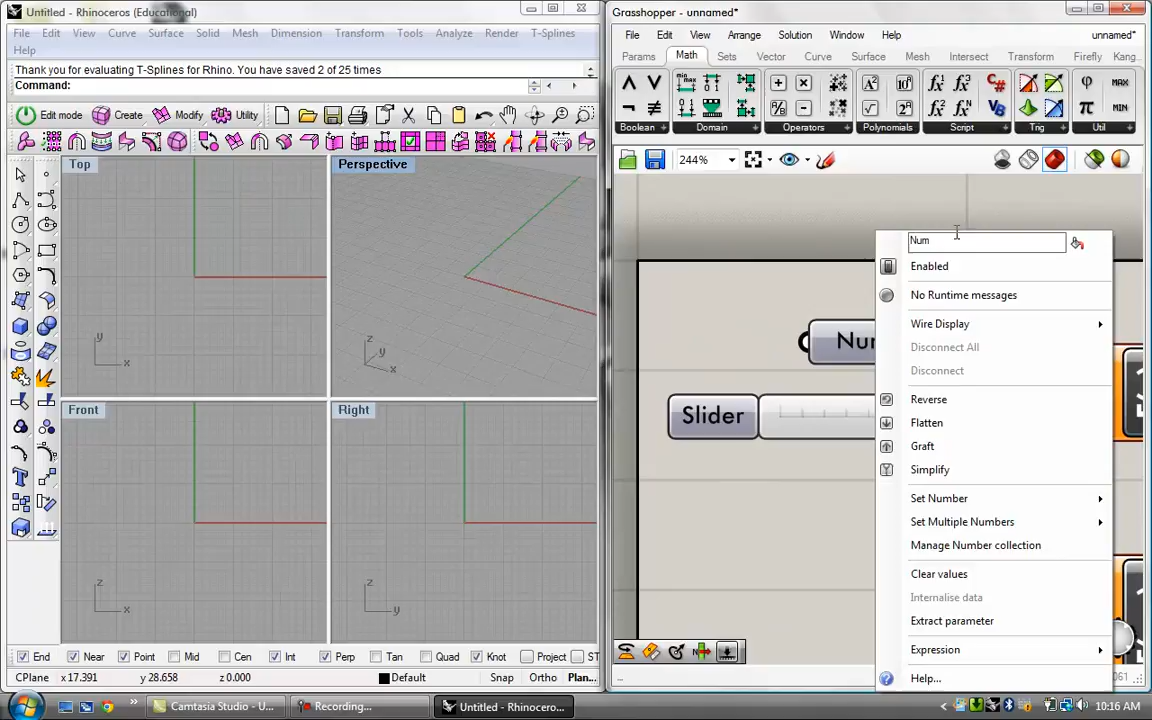 Untitled - Rhinoceros (Educational)
File Edit View Curve Surface Solid Mesh Dimension Transform Tools Analyze Render T-Splines
Help
Thank you for evaluating T-Splines for Rhino. You have saved 2 of 25 times
Command:
Edit mode Create Modify Utility
Top
Perspective
Front
Right
z
y
x
y
x
z
x
z
y
End Near Point Mid Cen Int Perp Tan Quad Knot Project ST
CPlane x 17.391 y 28.658 z 0.000 Default Snap Ortho Plan...
Grasshopper - unnamed*
File Edit View Arrange Solution Window Help unnamed*
Params Math Sets Vector Curve Surface Mesh Intersect Transform Firefly Kang
Boolean Domain Operators Polynomials Script Trig Util
MAX
MIN
244%
Num
Enabled
No Runtime messages
Wire Display
Disconnect All
Disconnect
Reverse
Flatten
Graft
Simplify
Set Number
Set Multiple Numbers
Manage Number collection
Clear values
Internalise data
Extract parameter
Expression
Help...
Slider
Camtasia Studio - U... Recording... Untitled - Rhinocero... 10:16 AM